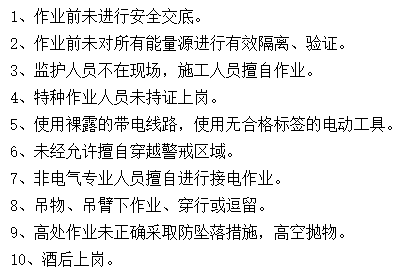 1、作业前未进行安全交底。
2、作业前未对所有能量源进行有效隔离、验证。
3、监护人员不在现场，施工人员擅自作业。
4、特种作业人员未持证上岗。
5、使用裸露的带电线路，使用无合格标签的电动工具。
6、未经允许擅自穿越警戒区域。
7、非电气专业人员擅自进行接电作业。
8、吊物、吊臂下作业、穿行或逗留。
9、高处作业未正确采取防坠落措施，高空抛物。
10、酒后上岗。